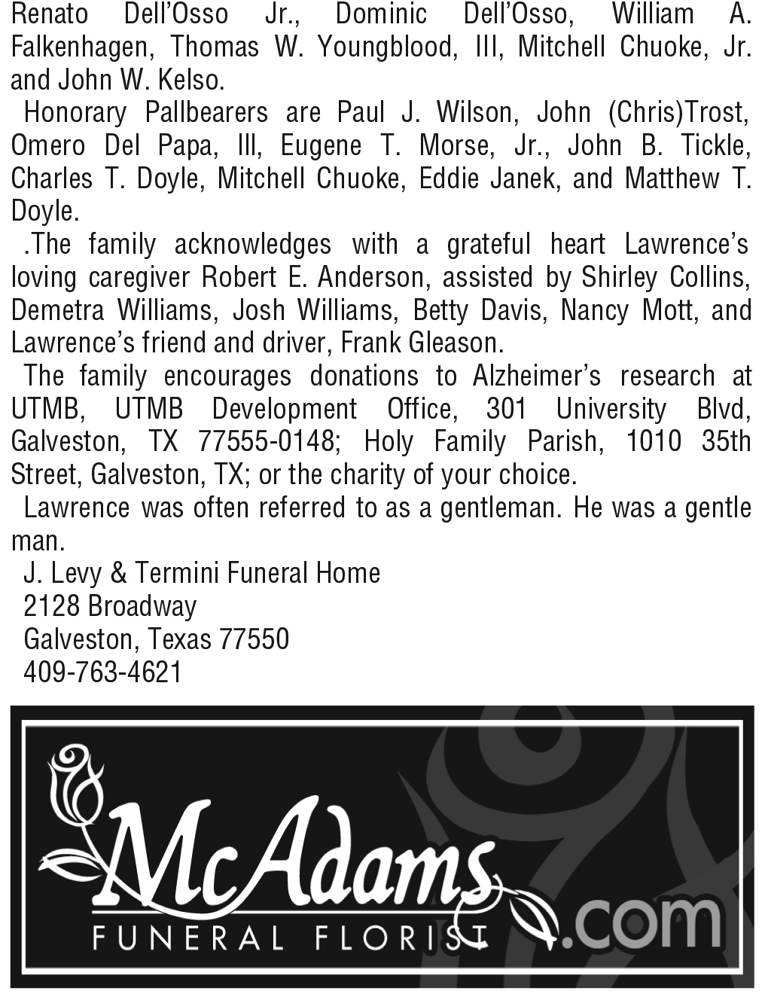 Renato Dell’Osso Jr., Dominic Dell’Osso, William A.
Falkenhagen, Thomas W. Youngblood, III, Mitchell Chuoke, Jr.
and John W. Kelso.
Honorary Pallbearers are Paul J. Wilson, John (Chris)Trost,
Omero Del Papa, III, Eugene T. Morse, Jr., John B. Tickle,
Charles T. Doyle, Mitchell Chuoke, Eddie Janek, and Matthew T.
Doyle.
.The family acknowledges with a grateful heart Lawrence’s
loving caregiver Robert E. Anderson, assisted by Shirley Collins,
Demetra Williams, Josh Williams, Betty Davis, Nancy Mott, and
Lawrence’s friend and driver, Frank Gleason.
The family encourages donations to Alzheimer’s research at
UTMB, UTMB Development Office, 301 University Blvd,
Galveston, TX 77555-0148; Holy Family Parish, 1010 35th
Street, Galveston, TX; or the charity of your choice.
Lawrence was often referred to as a gentleman. He was a gentle
man.
J. Levy & Termini Funeral Home
2128 Broadway
Galveston, Texas 77550
409-763-4621
McAdams
FUNERAL FLORIST.com